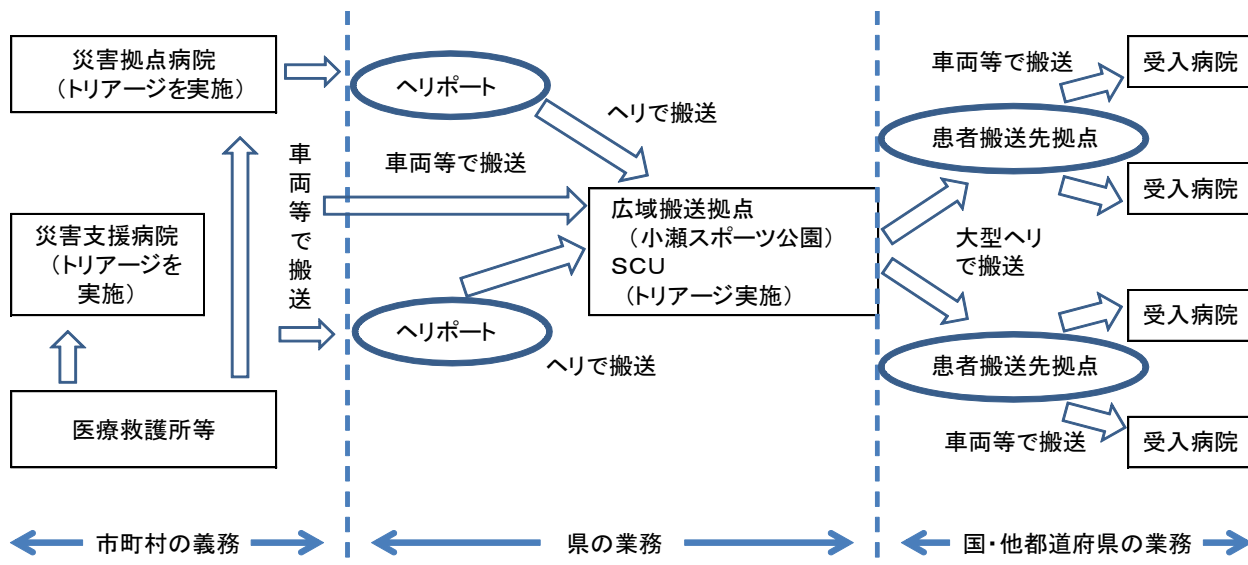 災害拠点病院
（トリアージを実施）
災害支援病院
（トリアージを
実施）
医療救護所等
車両等で搬送
ヘリポート
ヘリで搬送
車両等で搬送
ヘリポート
ヘリで搬送
広域搬送拠点
（小瀬スポーツ公園）
ＳＣＵ
（トリアージ実施）
大型ヘリ
で搬送
車両等で搬送
患者搬送先拠点
受入病院
受入病院
患者搬送先拠点
車両等で搬送
受入病院
受入病院
市町村の義務
県の業務
国・他都道府県の業務